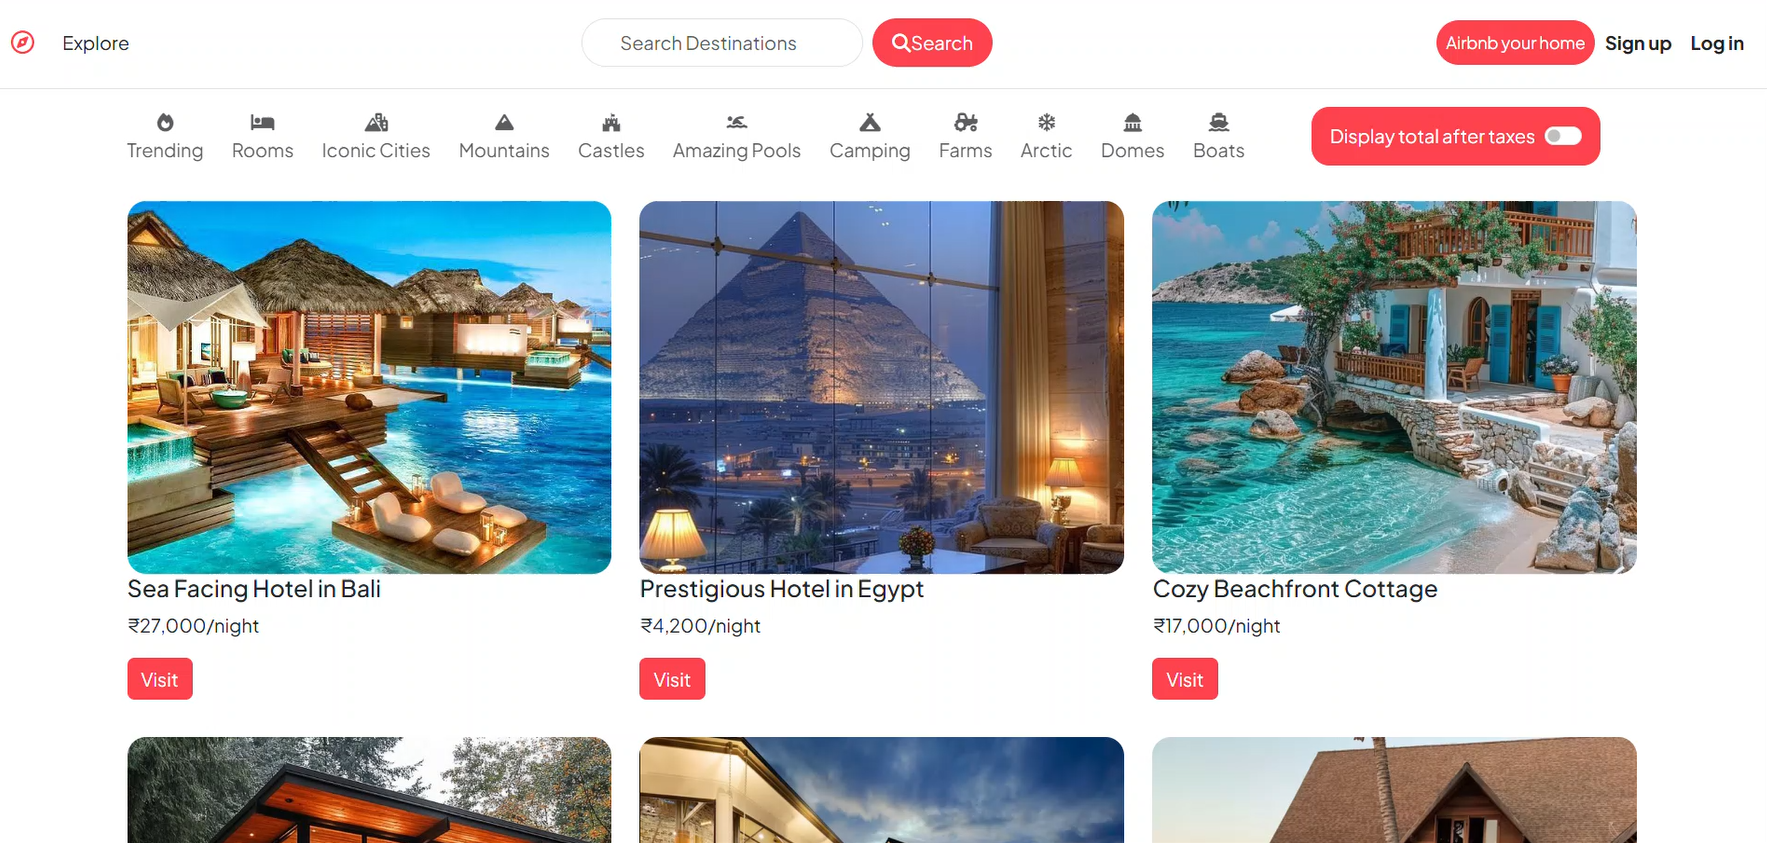 Explore
Search Destinations
Search
Airbnb your home
Sign up
Log in
Trending
Rooms
Iconic Cities
Mountains
Castles
Amazing Pools
Camping
Farms
Arctic
Domes
Boats
Display total after taxes
Sea Facing Hotel in Bali
Prestigious Hotel in Egypt
Cozy Beachfront Cottage
₹27,000/night
₹4,200/night
₹17,000/night
Visit
Visit
Visit